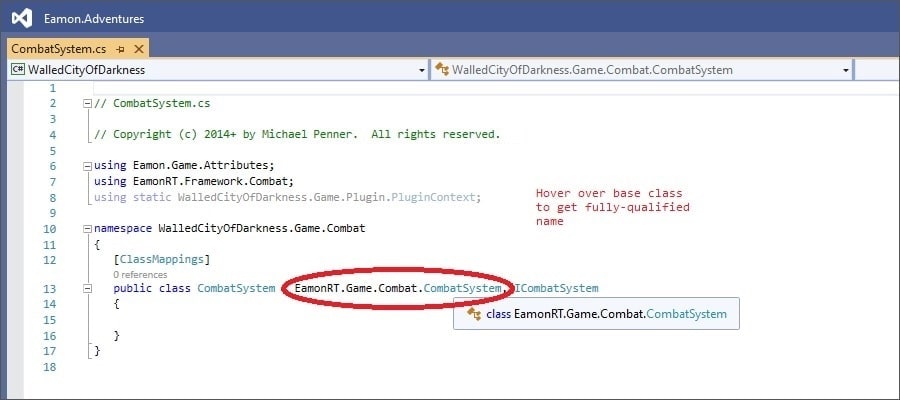 Eamon.Adventures
CombatSystem.cs
C# WalledCityOfDarkness
WalledCityOfDarkness.Game.Combat.CombatSystem
1
2 // CombatSystem.cs
3
4 // Copyright (c) 2014+ by Michael Penner.  All rights reserved.
5
6 using Eamon.Game.Attributes;
7 using EamonRT.Framework.Combat;
8 using static WalledCityOfDarkness.Game.Plugin.PluginContext;
9
Hover over base class
to get fully-qualified
name
10 namespace WalledCityOfDarkness.Game.Combat
11 {
12 [ClassMappings]
0 references
13 public class CombatSystem EamonRT.Game.Combat.CombatSystem, ICombatSystem
14 {
class EamonRT.Game.Combat.CombatSystem
15
16 }
17 }
18